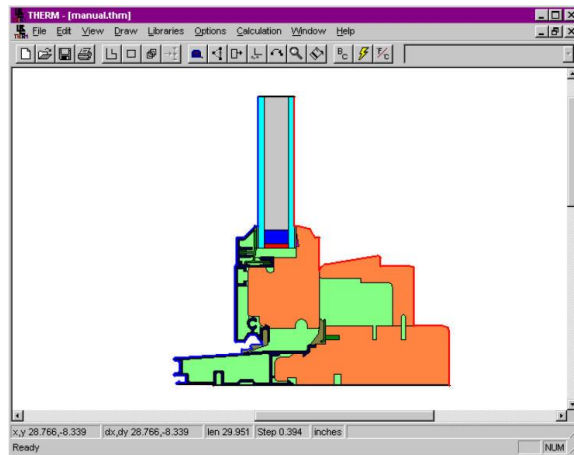 THERM - [manual.thm]
File Edit View Draw Libraries Options Calculation Window Help
B C F/C
x,y 28.766,-8.339 dx,dy 28.766,-8.339 len 29.951 Step 0.394 inches
Ready NUM